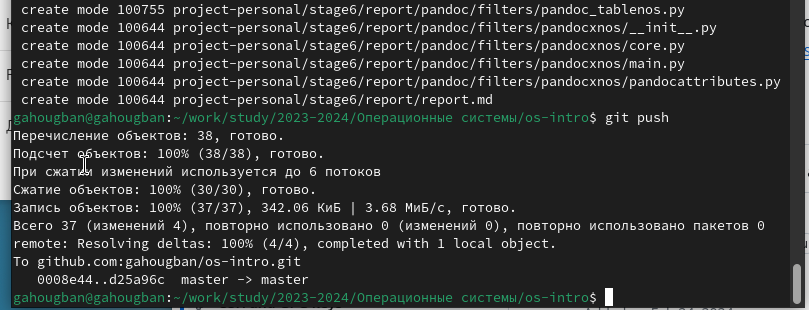 create mode 100755 project-personal/stage6/report/pandoc/filters/pandoc_tablenos.py
create mode 100644 project-personal/stage6/report/pandoc/filters/pandocxnos/__init__.py
create mode 100644 project-personal/stage6/report/pandoc/filters/pandocxnos/core.py
create mode 100644 project-personal/stage6/report/pandoc/filters/pandocxnos/main.py
create mode 100644 project-personal/stage6/report/pandoc/filters/pandocxnos/pandocattributes.py
create mode 100644 project-personal/stage6/report/report.md
gahougban@gahougban:~/work/study/2023-2024/Операционные системы/os-intro$ git push
Перечисление объектов: 38, готово.
Подсчет объектов: 100% (38/38), готово.
При сжатии изменений используется до 6 потоков
Сжатие объектов: 100% (30/30), готово.
Запись объектов: 100% (37/37), 342.06 КиБ | 3.68 МиБ/с, готово.
Всего 37 (изменений 4), повторно использовано 0 (изменений 0), повторно использовано пакетов 0
remote: Resolving deltas: 100% (4/4), completed with 1 local object.
To github.com:gahougban/os-intro.git
0008e44..d25a96c master -> master
gahougban@gahougban:~/work/study/2023-2024/Операционные системы/os-intro$